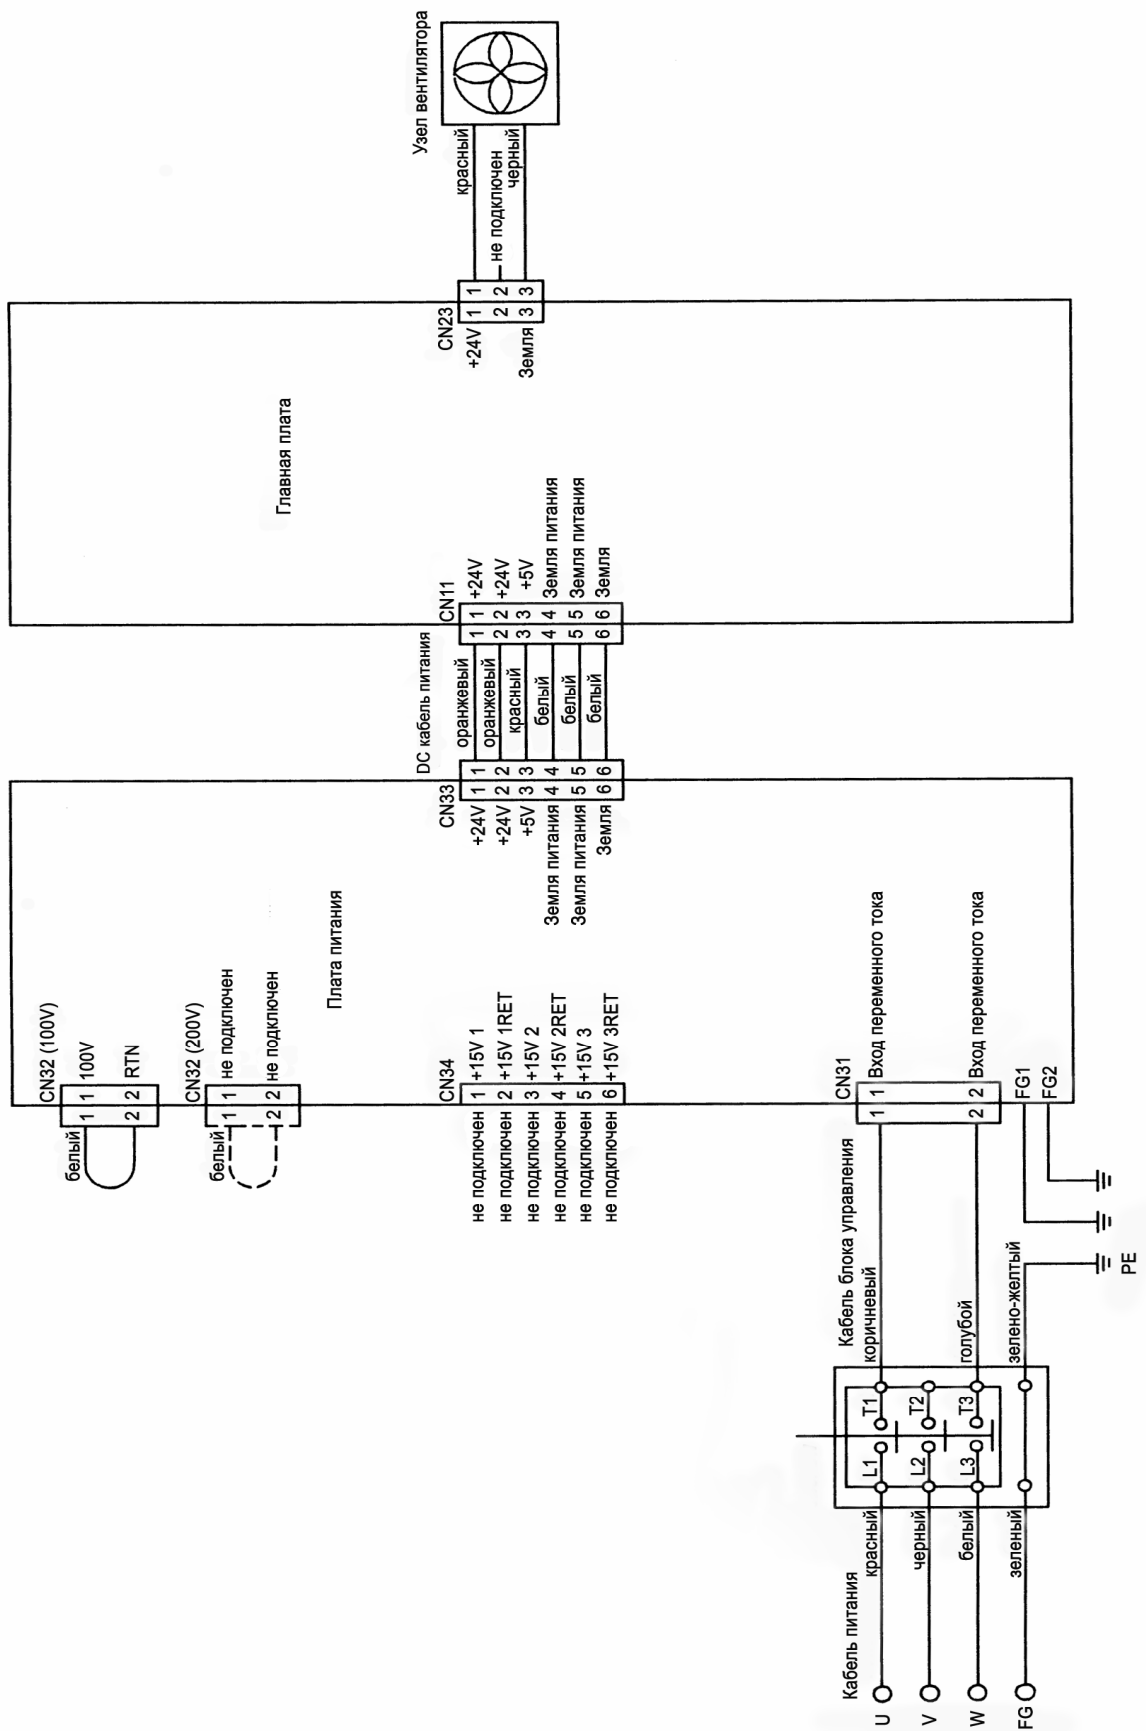 Узел вентилятора
красный
не подключен
черный
1 1
2 2
3 3
CN23
+24V
Земля
Главная плата
CN11
+24V
+24V
+5V
Земля питания
Земля питания
Земля
1 1
2 2
3 3
4 4
5 5
6 6
DC кабель питания
оранжевый
оранжевый
красный
белый
белый
белый
CN33
1 1
2 2
3 3
4 4
5 5
6 6
+24V
+24V
+5V
Земля питания
Земля питания
Земля
Плата питания
CN32 (100V)
1 1 100V
2 2 RTN
белый
CN32 (200V)
1 1 не подключен
2 2 не подключен
белый
CN34
не подключен 1 +15V 1
не подключен 2 +15V 1RET
не подключен 3 +15V 2
не подключен 4 +15V 2RET
не подключен 5 +15V 3
не подключен 6 +15V 3RET
CN31
1 1 Вход переменного тока
2 2 Вход переменного тока
FG1
FG2
Кабель блока управления
коричневый
голубой
зелено-желтый
PE
L1 T1
L2 T2
L3 T3
Кабель питания
U красный
V черный
W белый
FG зеленый